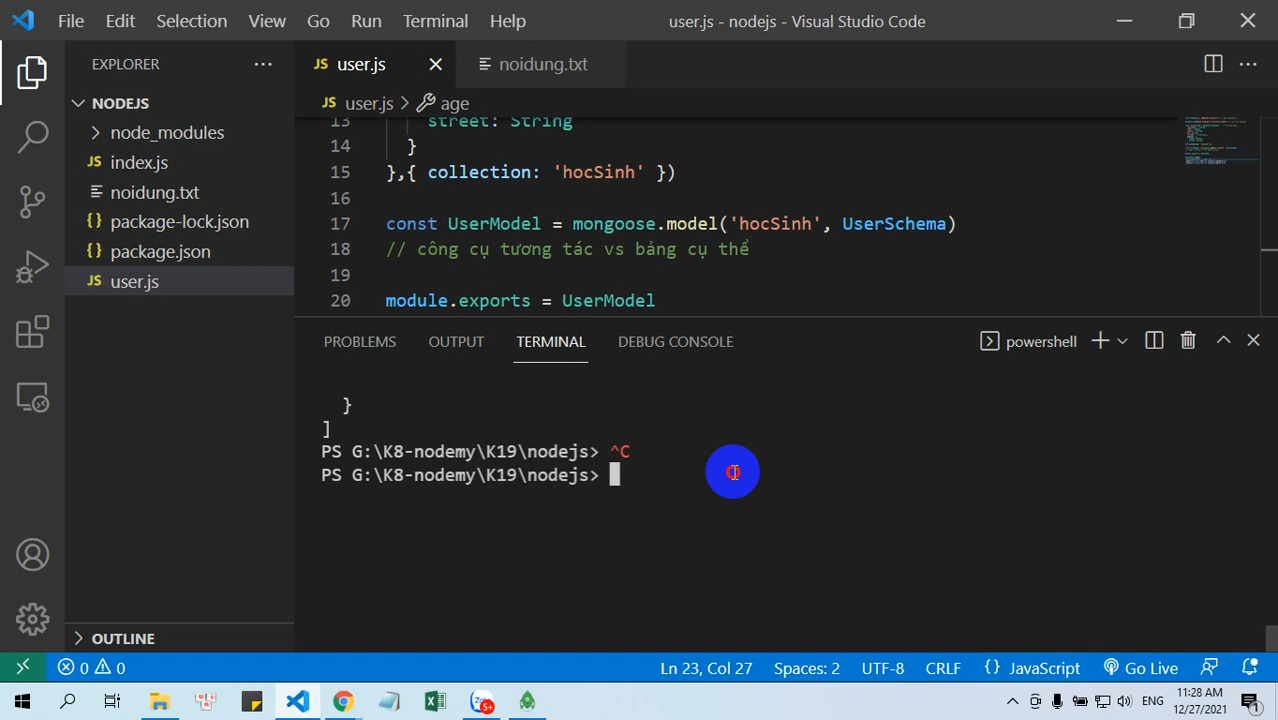 File Edit Selection View Go Run Terminal Help user.js - nodejs - Visual Studio Code
EXPLORER
NODEJS
node_modules
index.js
noidung.txt
package-lock.json
package.json
user.js
OUTLINE
user.js noidung.txt
user.js > age
13 street: String
14 }
15 },{ collection: 'hocSinh' })
16
17 const UserModel = mongoose.model('hocSinh', UserSchema)
18 // công cụ tương tác vs bảng cụ thể
19
20 module.exports = UserModel
PROBLEMS OUTPUT TERMINAL DEBUG CONSOLE powershell
}
]
PS G:\K8-nodemy\K19\nodejs> ^C
PS G:\K8-nodemy\K19\nodejs>
0 0 Ln 23, Col 27 Spaces: 2 UTF-8 CRLF {} JavaScript Go Live
5+ ENG 11:28 AM
12/27/2021 1